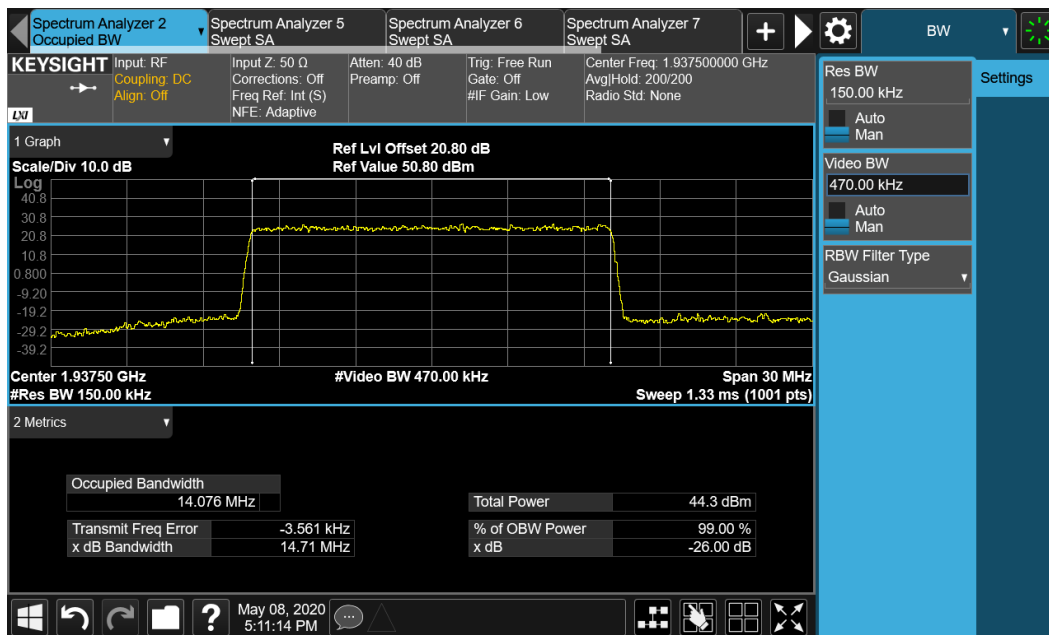 Spectrum Analyzer 2
Occupied BW
Spectrum Analyzer 5
Swept SA
Spectrum Analyzer 6
Swept SA
Spectrum Analyzer 7
Swept SA
+
BW
KEYSIGHT
LXI
Input: RF
Coupling: DC
Align: Off
Input Z: 50 Ω
Corrections: Off
Freq Ref: Int (S)
NFE: Adaptive
Atten: 40 dB
Preamp: Off
Trig: Free Run
Gate: Off
#IF Gain: Low
Center Freq: 1.937500000 GHz
Avg|Hold: 200/200
Radio Std: None
Res BW
150.00 kHz
Auto
Man
Settings
Video BW
470.00 kHz
Auto
Man
RBW Filter Type
Gaussian
1 Graph
Scale/Div 10.0 dB
Ref Lvl Offset 20.80 dB
Ref Value 50.80 dBm
Log
40.8
30.8
20.8
10.8
0.800
-9.20
-19.2
-29.2
-39.2
Center 1.93750 GHz
#Video BW 470.00 kHz
Span 30 MHz
#Res BW 150.00 kHz
Sweep 1.33 ms (1001 pts)
2 Metrics
Occupied Bandwidth
14.076 MHz
Total Power 44.3 dBm
Transmit Freq Error -3.561 kHz
% of OBW Power 99.00 %
x dB Bandwidth 14.71 MHz
x dB -26.00 dB
?
May 08, 2020
5:11:14 PM